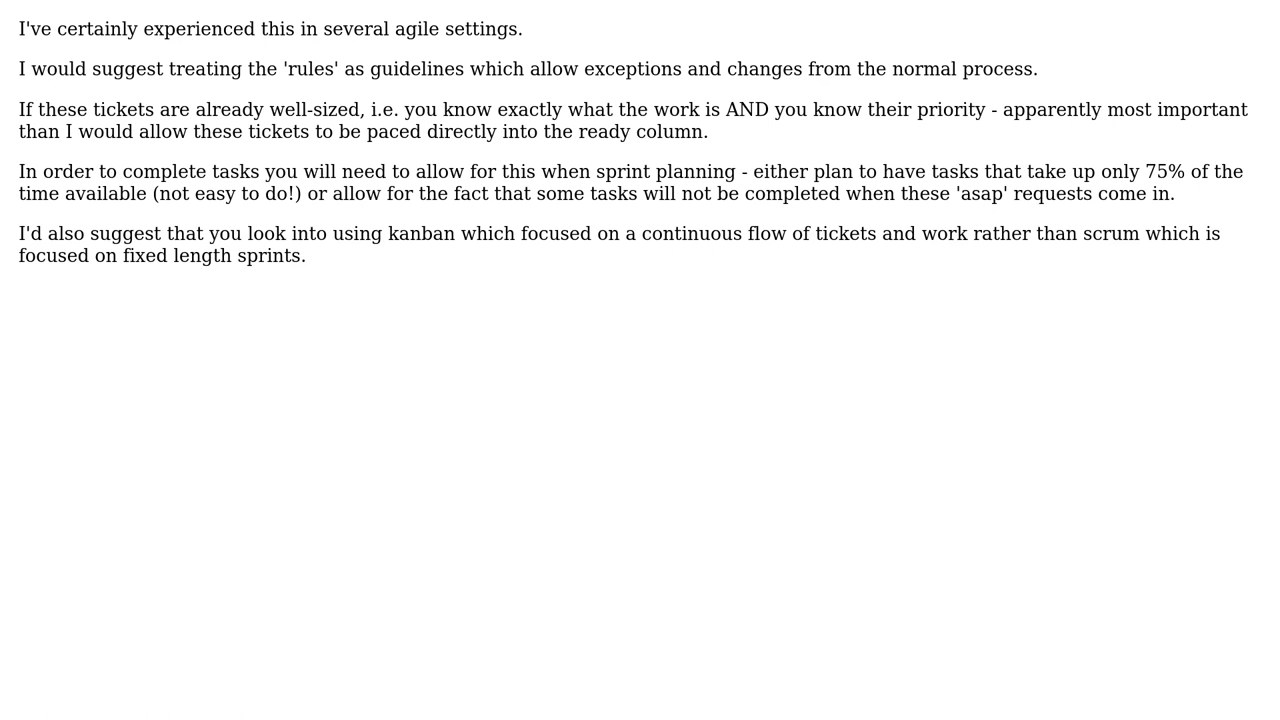 I've certainly experienced this in several agile settings.
I would suggest treating the 'rules' as guidelines which allow exceptions and changes from the normal process.
If these tickets are already well-sized, i.e. you know exactly what the work is AND you know their priority - apparently most important
than I would allow these tickets to be paced directly into the ready column.
In order to complete tasks you will need to allow for this when sprint planning - either plan to have tasks that take up only 75% of the
time available (not easy to do!) or allow for the fact that some tasks will not be completed when these 'asap' requests come in.
I'd also suggest that you look into using kanban which focused on a continuous flow of tickets and work rather than scrum which is
focused on fixed length sprints.